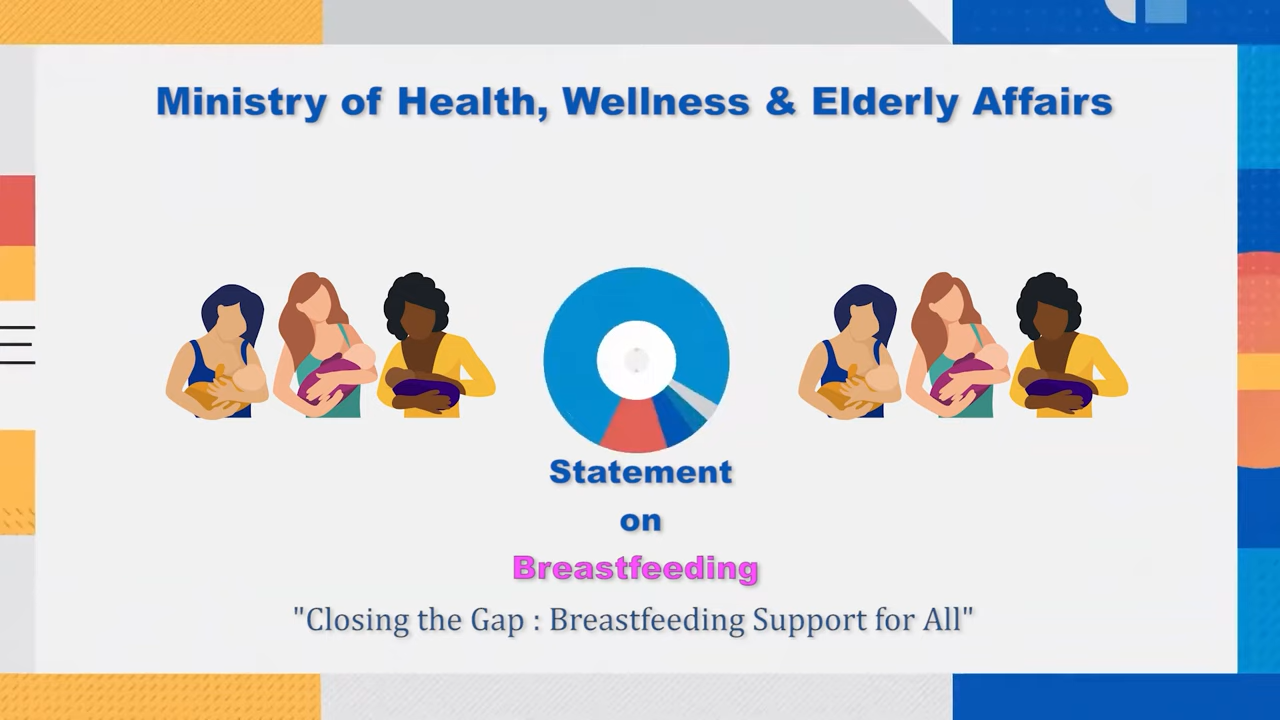 Ministry of Health, Wellness & Elderly Affairs
Statement
on
Breastfeeding
"Closing the Gap : Breastfeeding Support for All"